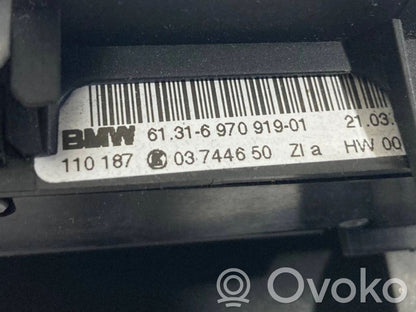 BMW 61.31-6 970 919-01 21.03.
110 187 03 7446 50 ZI a HW 00
Ovoko